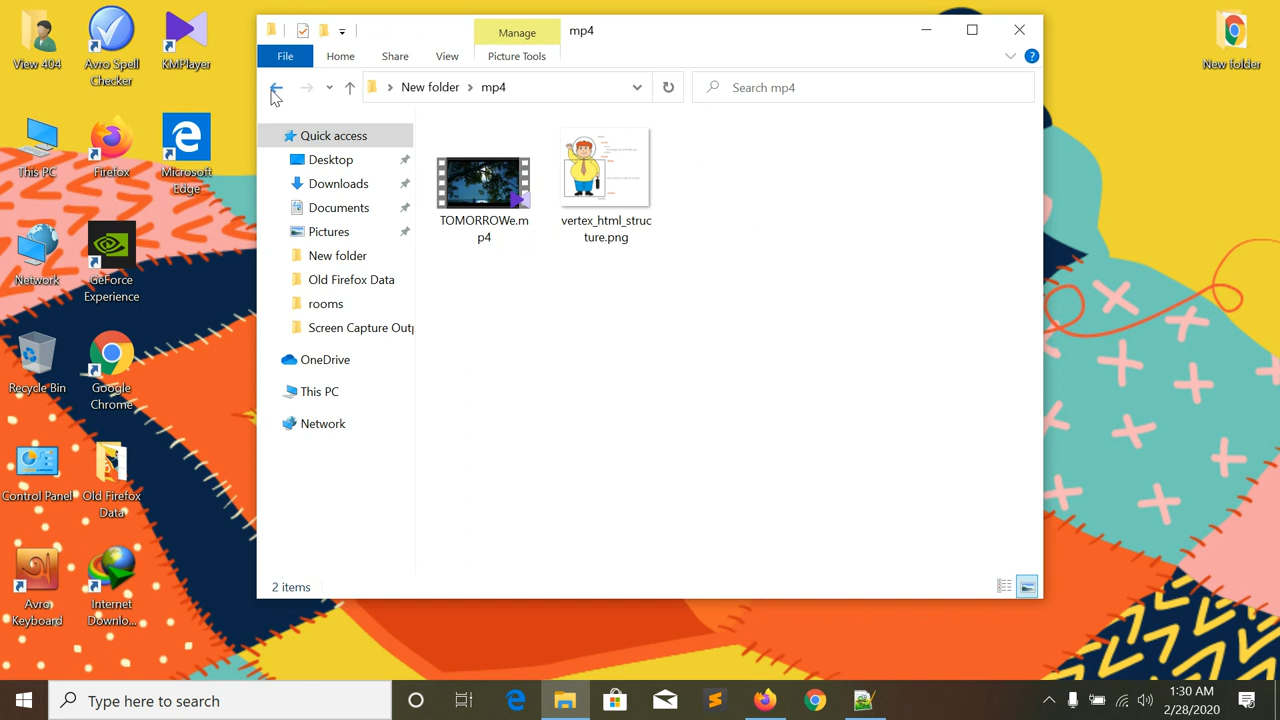 View 404
Avro Spell
Checker
KMPlayer
This PC
Firefox
Microsoft
Edge
Network
GeForce
Experience
Recycle Bin
Google
Chrome
Control Panel
Old Firefox
Data
Avro
Keyboard
Internet
Downlo...
Manage
mp4
File
Home
Share
View
Picture Tools
New folder
mp4
Search mp4
Quick access
Desktop
Downloads
Documents
Pictures
New folder
Old Firefox Data
rooms
Screen Capture Outp
OneDrive
This PC
Network
TOMORROWe.m
p4
vertex_html_struc
ture.png
2 items
New folder
Type here to search
1:30 AM
2/28/2020